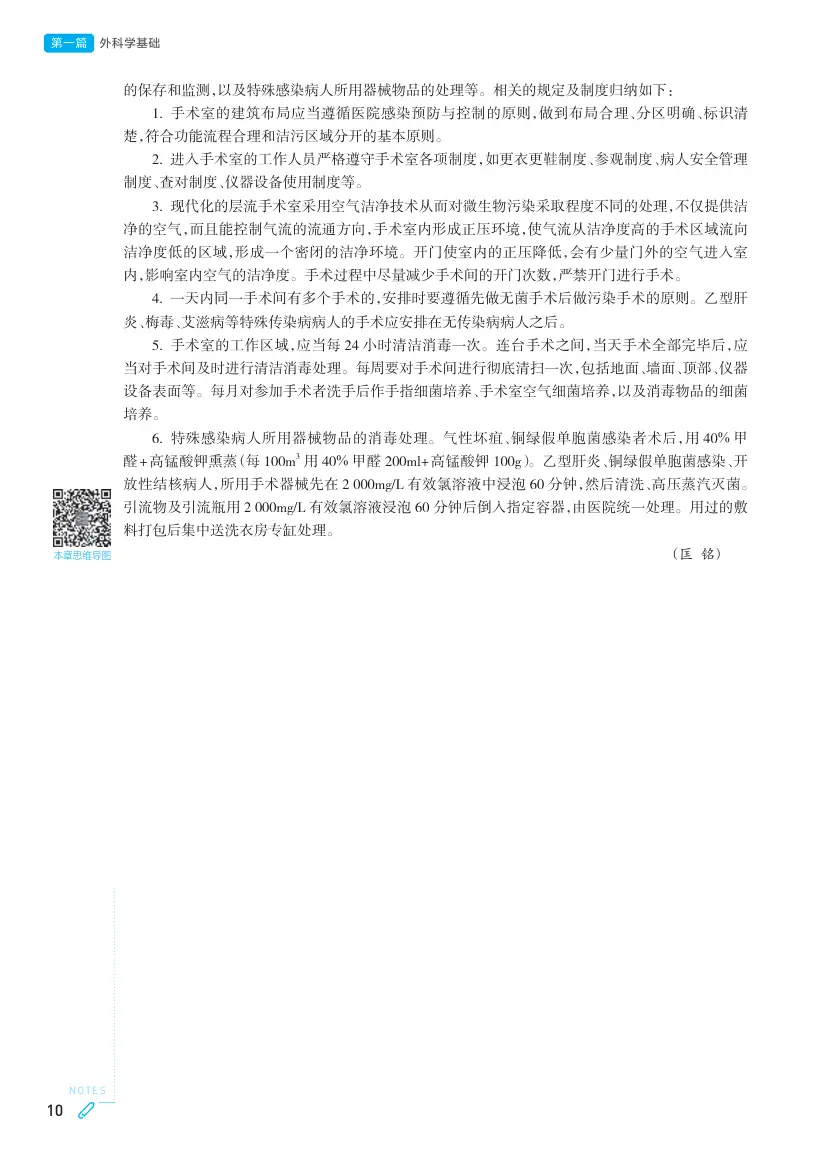 第一篇 外科学基础
的保存和监测,以及特殊感染病人所用器械物品的处理等。相关的规定及制度归纳如下:
1. 手术室的建筑布局应当遵循医院感染预防与控制的原则,做到布局合理、分区明确、标识清
楚,符合功能流程合理和洁污区域分开的基本原则。
2. 进入手术室的工作人员严格遵守手术室各项制度,如更衣更鞋制度、参观制度、病人安全管理
制度、查对制度、仪器设备使用制度等。
3. 现代化的层流手术室采用空气洁净技术从而对微生物污染采取程度不同的处理,不仅提供洁
净的空气,而且能控制气流的流通方向,手术室内形成正压环境,使气流从洁净度高的手术区域流向
洁净度低的区域,形成一个密闭的洁净环境。开门使室内的正压降低,会有少量门外的空气进入室
内,影响室内空气的洁净度。手术过程中尽量减少手术间的开门次数,严禁开门进行手术。
4. 一天内同一手术间有多个手术的,安排时要遵循先做无菌手术后做污染手术的原则。乙型肝
炎、梅毒、艾滋病等特殊传染病病人的手术应安排在无传染病病人之后。
5. 手术室的工作区域,应当每 24 小时清洁消毒一次。连台手术之间,当天手术全部完毕后,应
当对手术间及时进行清洁消毒处理。每周要对手术间进行彻底清扫一次,包括地面、墙面、顶部、仪器
设备表面等。每月对参加手术者洗手后作手指细菌培养、手术室空气细菌培养,以及消毒物品的细菌
培养。
6. 特殊感染病人所用器械物品的消毒处理。气性坏疽、铜绿假单胞菌感染者术后,用 40% 甲
醛+高锰酸钾熏蒸(每 100m³ 用 40% 甲醛 200ml+高锰酸钾 100g)。乙型肝炎、铜绿假单胞菌感染、开
放性结核病人,所用手术器械先在 2 000mg/L 有效氯溶液中浸泡 60 分钟,然后清洗、高压蒸汽灭菌。
引流物及引流瓶用 2 000mg/L 有效氯溶液浸泡 60 分钟后倒入指定容器,由医院统一处理。用过的敷
料打包后集中送洗衣房专缸处理。
(匡 铭)
本章思维导图
NOTES
10